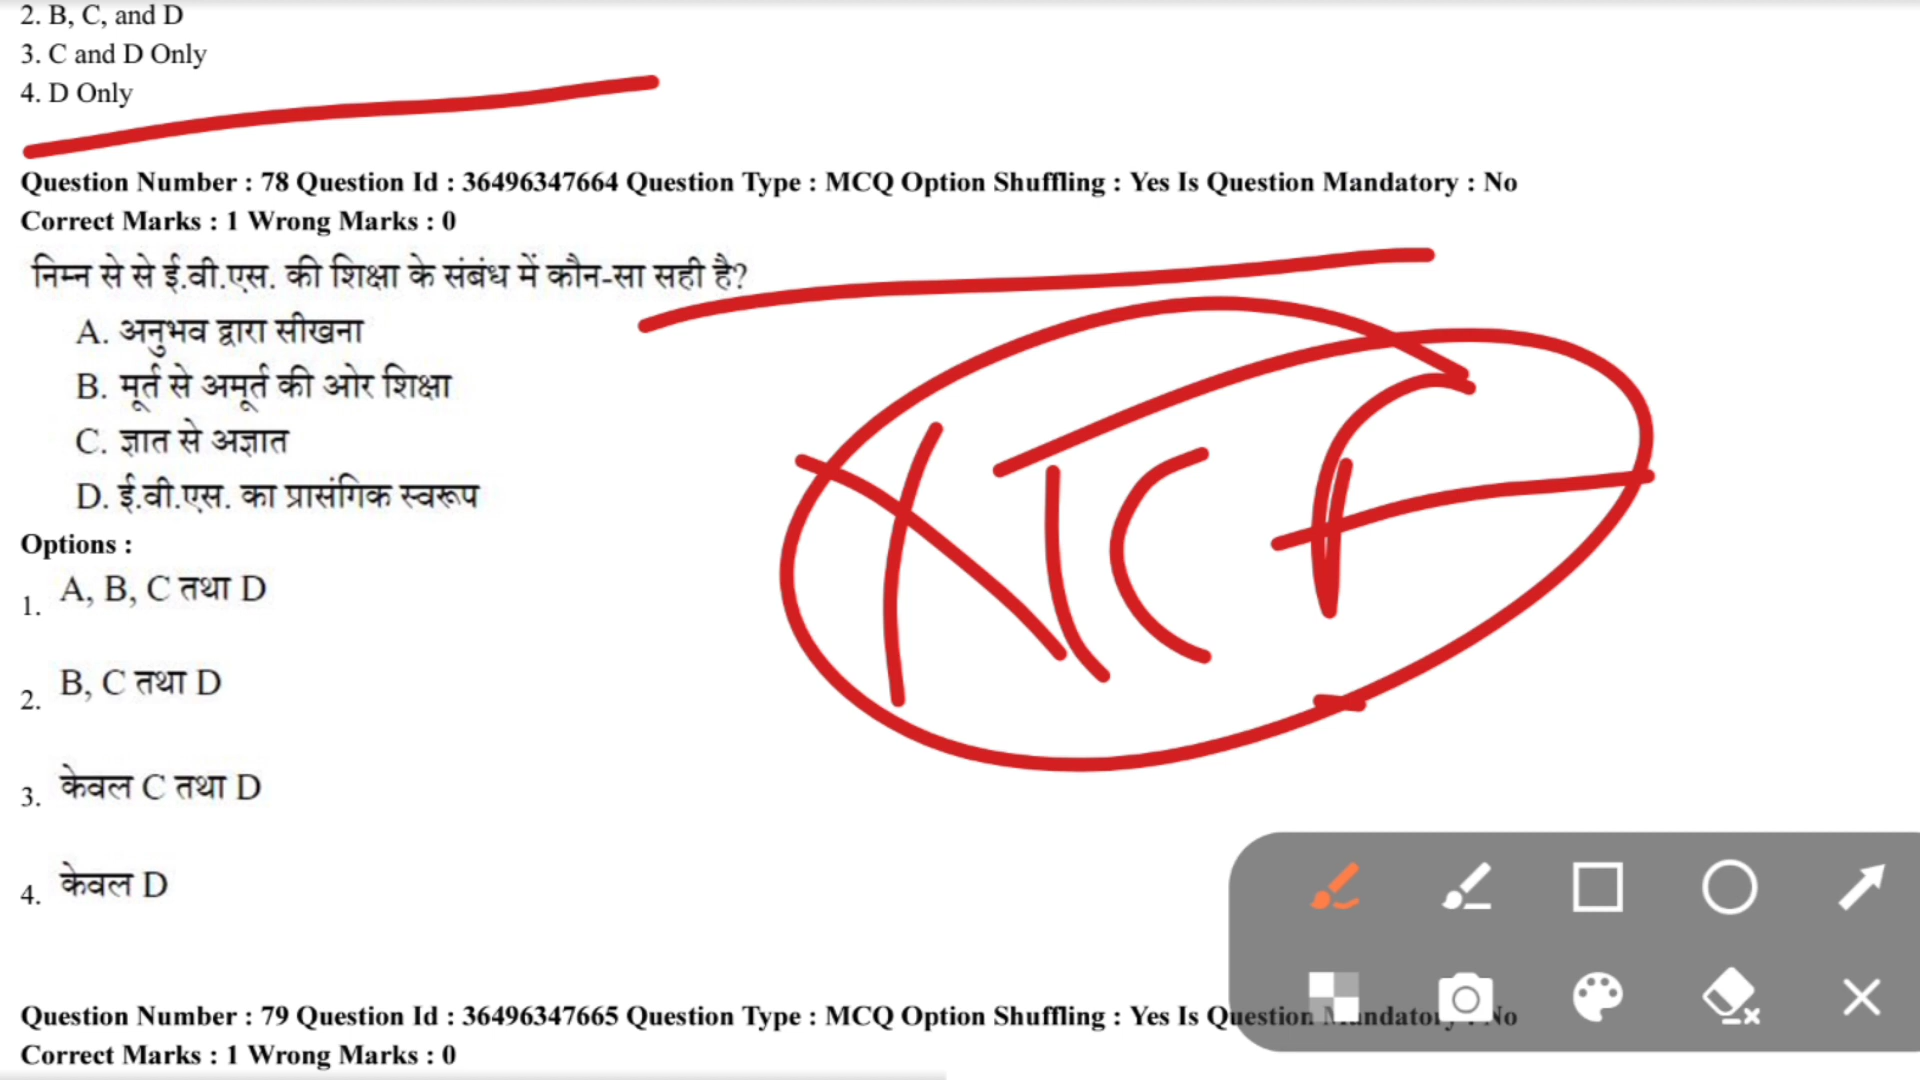 2. B, C, and D
3. C and D Only
4. D Only
Question Number : 78 Question Id : 36496347664 Question Type : MCQ Option Shuffling : Yes Is Question Mandatory : No
Correct Marks : 1 Wrong Marks : 0
निम्न से से ई.वी.एस. की शिक्षा के संबंध में कौन-सा सही है?
A. अनुभव द्वारा सीखना
B. मूर्त से अमूर्त की ओर शिक्षा
C. ज्ञात से अज्ञात
D. ई.वी.एस. का प्रासंगिक स्वरूप
NCF
Options :
1. A, B, C तथा D
2. B, C तथा D
3. केवल C तथा D
4. केवल D
Question Number : 79 Question Id : 36496347665 Question Type : MCQ Option Shuffling : Yes Is Question Mandatory : No
Correct Marks : 1 Wrong Marks : 0